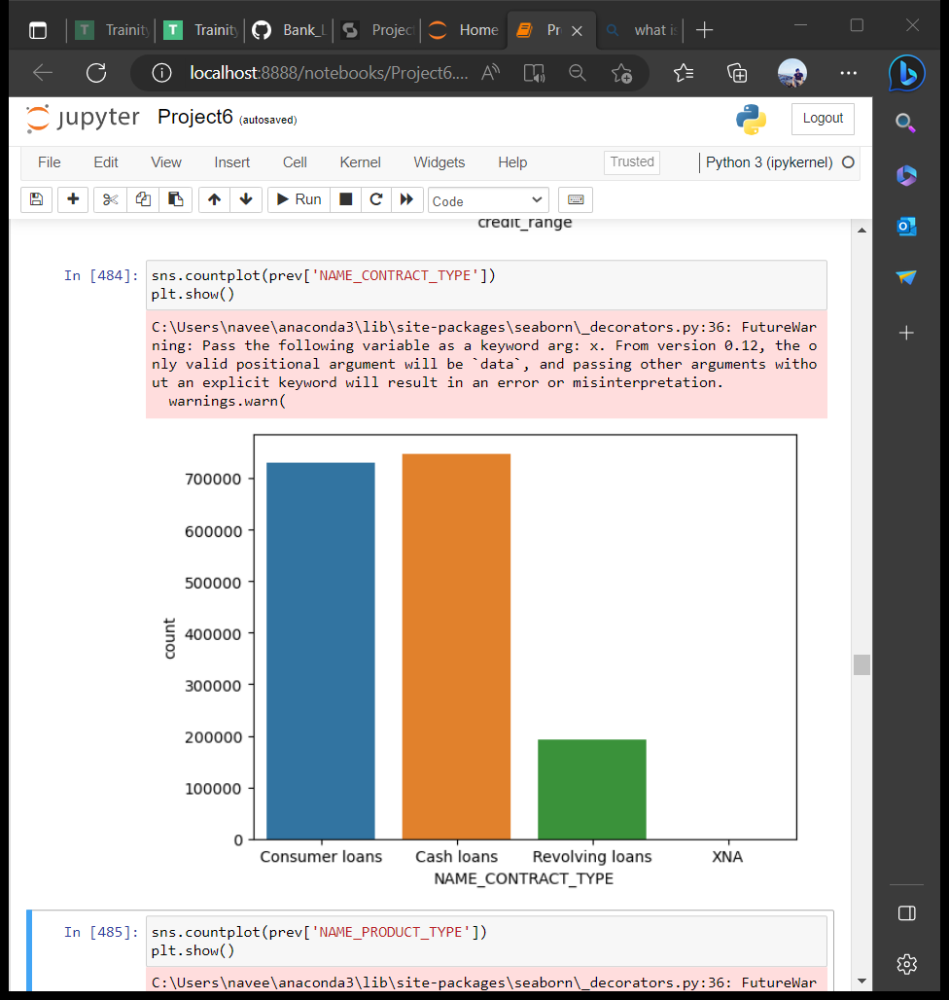 Trainity
Trainity
Bank_L
Projec
Home
Pr
what is
localhost:8888/notebooks/Project6....
jupyter Project6 (autosaved)
Logout
File Edit View Insert Cell Kernel Widgets Help
Trusted
Python 3 (ipykernel)
Run
Code
credit_range
In [484]:
sns.countplot(prev['NAME_CONTRACT_TYPE'])
plt.show()
C:\Users\navee\anaconda3\lib\site-packages\seaborn\_decorators.py:36: FutureWar
ning: Pass the following variable as a keyword arg: x. From version 0.12, the o
nly valid positional argument will be `data`, and passing other arguments witho
ut an explicit keyword will result in an error or misinterpretation.
warnings.warn(
700000
600000
500000
400000
300000
200000
100000
0
count
Consumer loans Cash loans Revolving loans XNA
NAME_CONTRACT_TYPE
In [485]:
sns.countplot(prev['NAME_PRODUCT_TYPE'])
plt.show()
C:\Users\navee\anaconda3\lib\site-packages\seaborn\_decorators.py:36: FutureWar